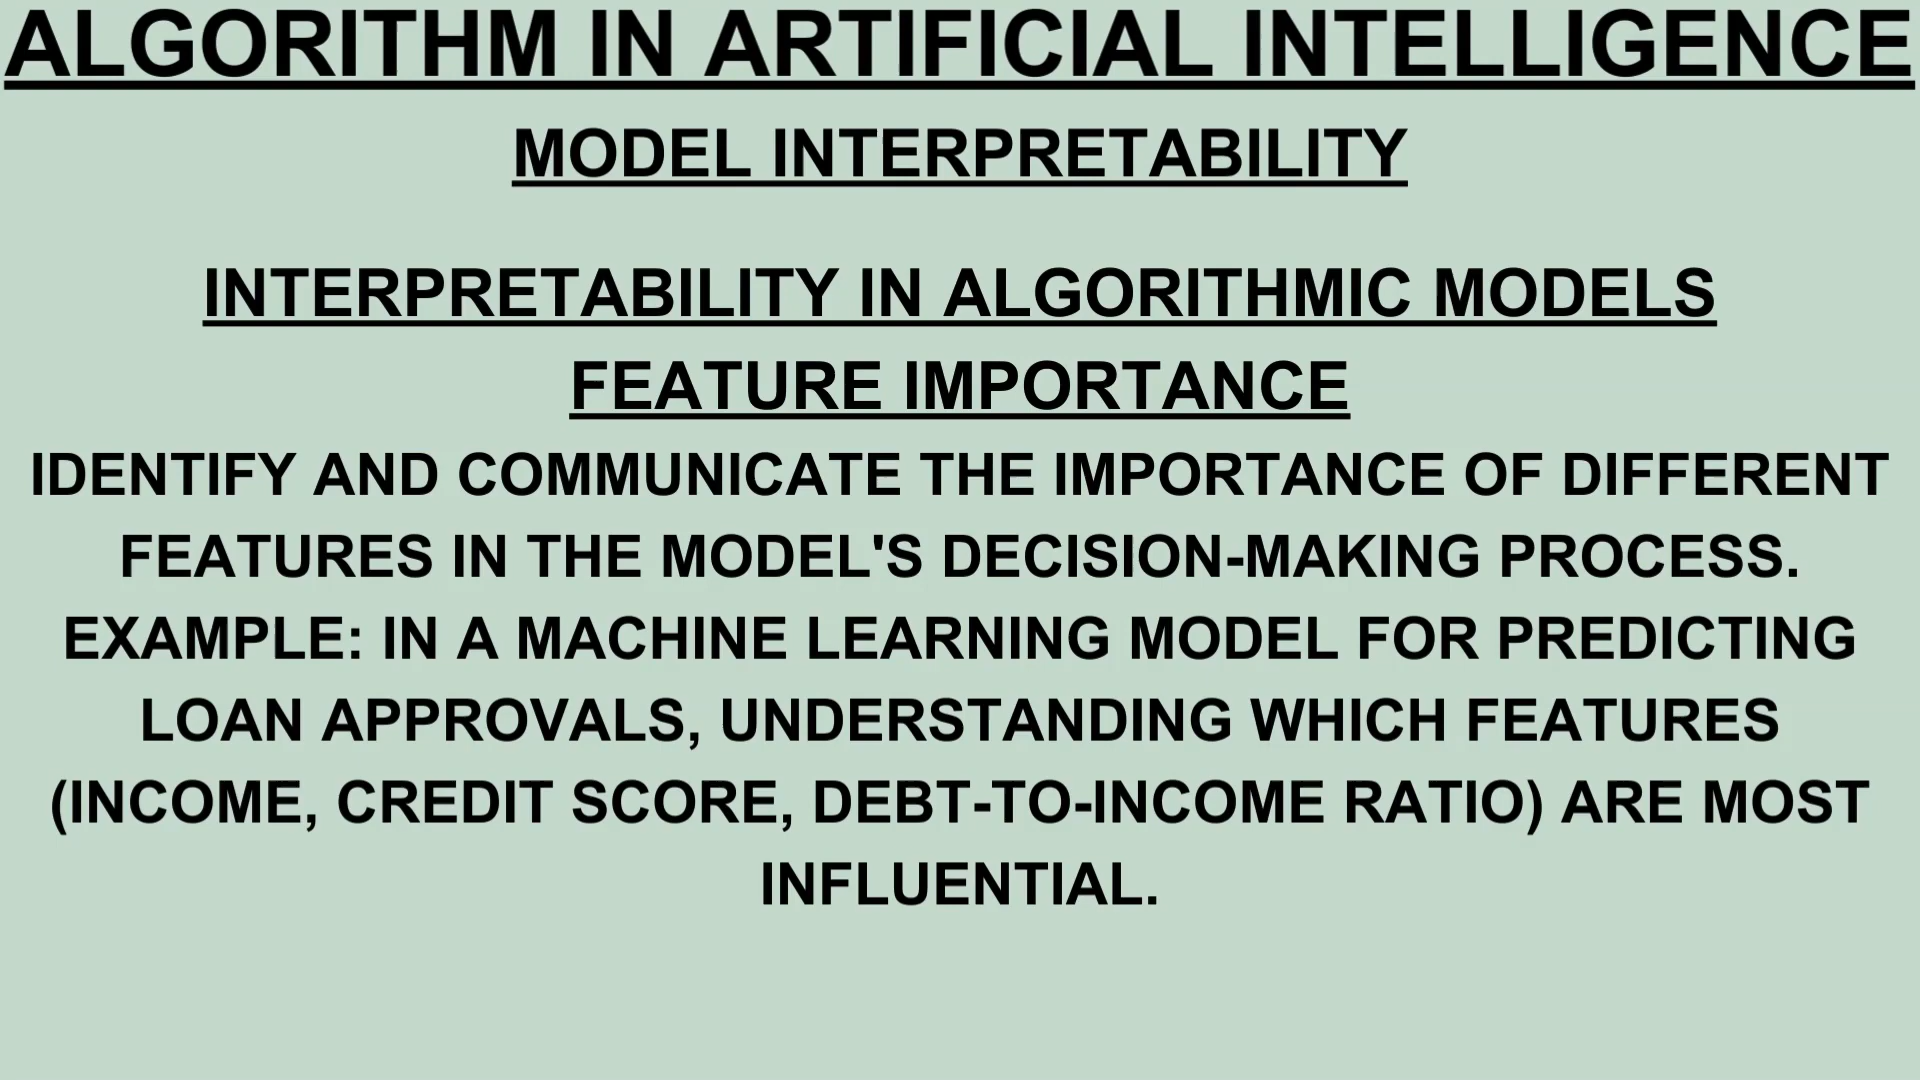 ALGORITHM IN ARTIFICIAL INTELLIGENCE
MODEL INTERPRETABILITY
INTERPRETABILITY IN ALGORITHMIC MODELS
FEATURE IMPORTANCE
IDENTIFY AND COMMUNICATE THE IMPORTANCE OF DIFFERENT
FEATURES IN THE MODEL'S DECISION-MAKING PROCESS.
EXAMPLE: IN A MACHINE LEARNING MODEL FOR PREDICTING
LOAN APPROVALS, UNDERSTANDING WHICH FEATURES
(INCOME, CREDIT SCORE, DEBT-TO-INCOME RATIO) ARE MOST
INFLUENTIAL.